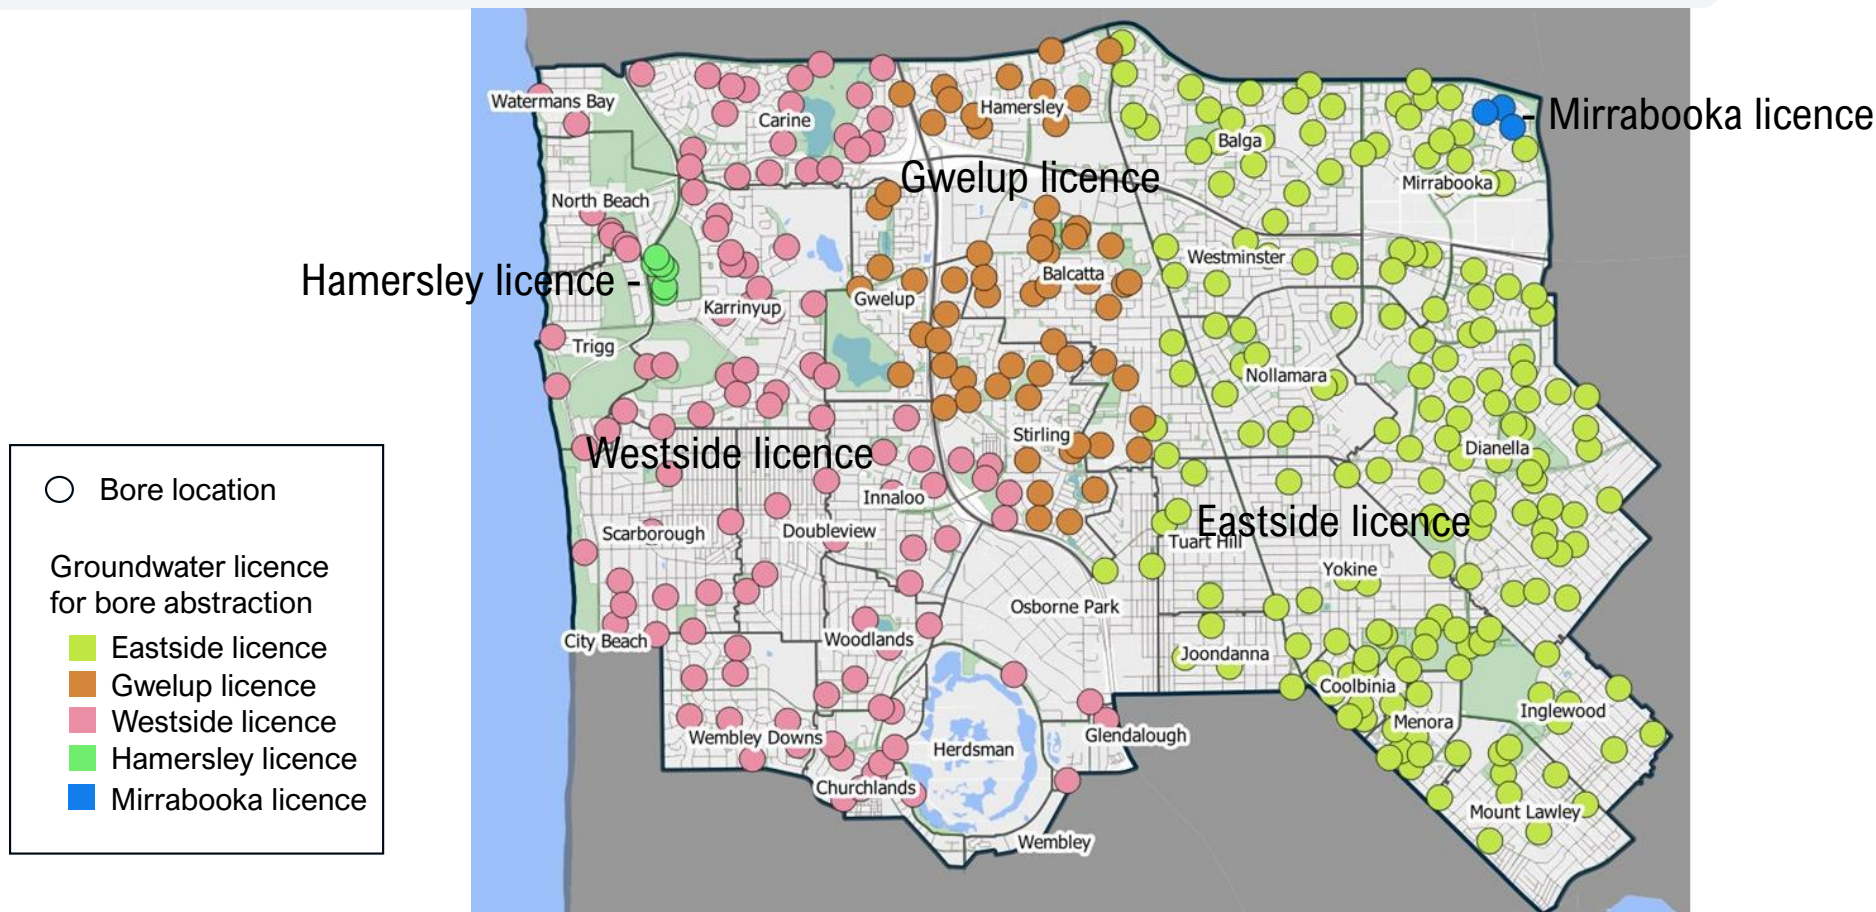 Watermans Bay
Carine
Hamersley
Mirrabooka licence
Balga
Gwelup licence
Mirrabooka
North Beach
Westminster
Hamersley licence
Balcatta
Gwelup
Karrinyup
Trigg
Nollamara
Stirling
Dianella
Westside licence
Innaloo
Scarborough
Doubleview
Eastside licence
Tuart Hill
Yokine
Osborne Park
City Beach
Woodlands
Joondanna
Coolbinia
Inglewood
Menora
Wembley Downs
Herdsman
Glendalough
Churchlands
Mount Lawley
Wembley
Bore location
Groundwater licence
for bore abstraction
Eastside licence
Gwelup licence
Westside licence
Hamersley licence
Mirrabooka licence